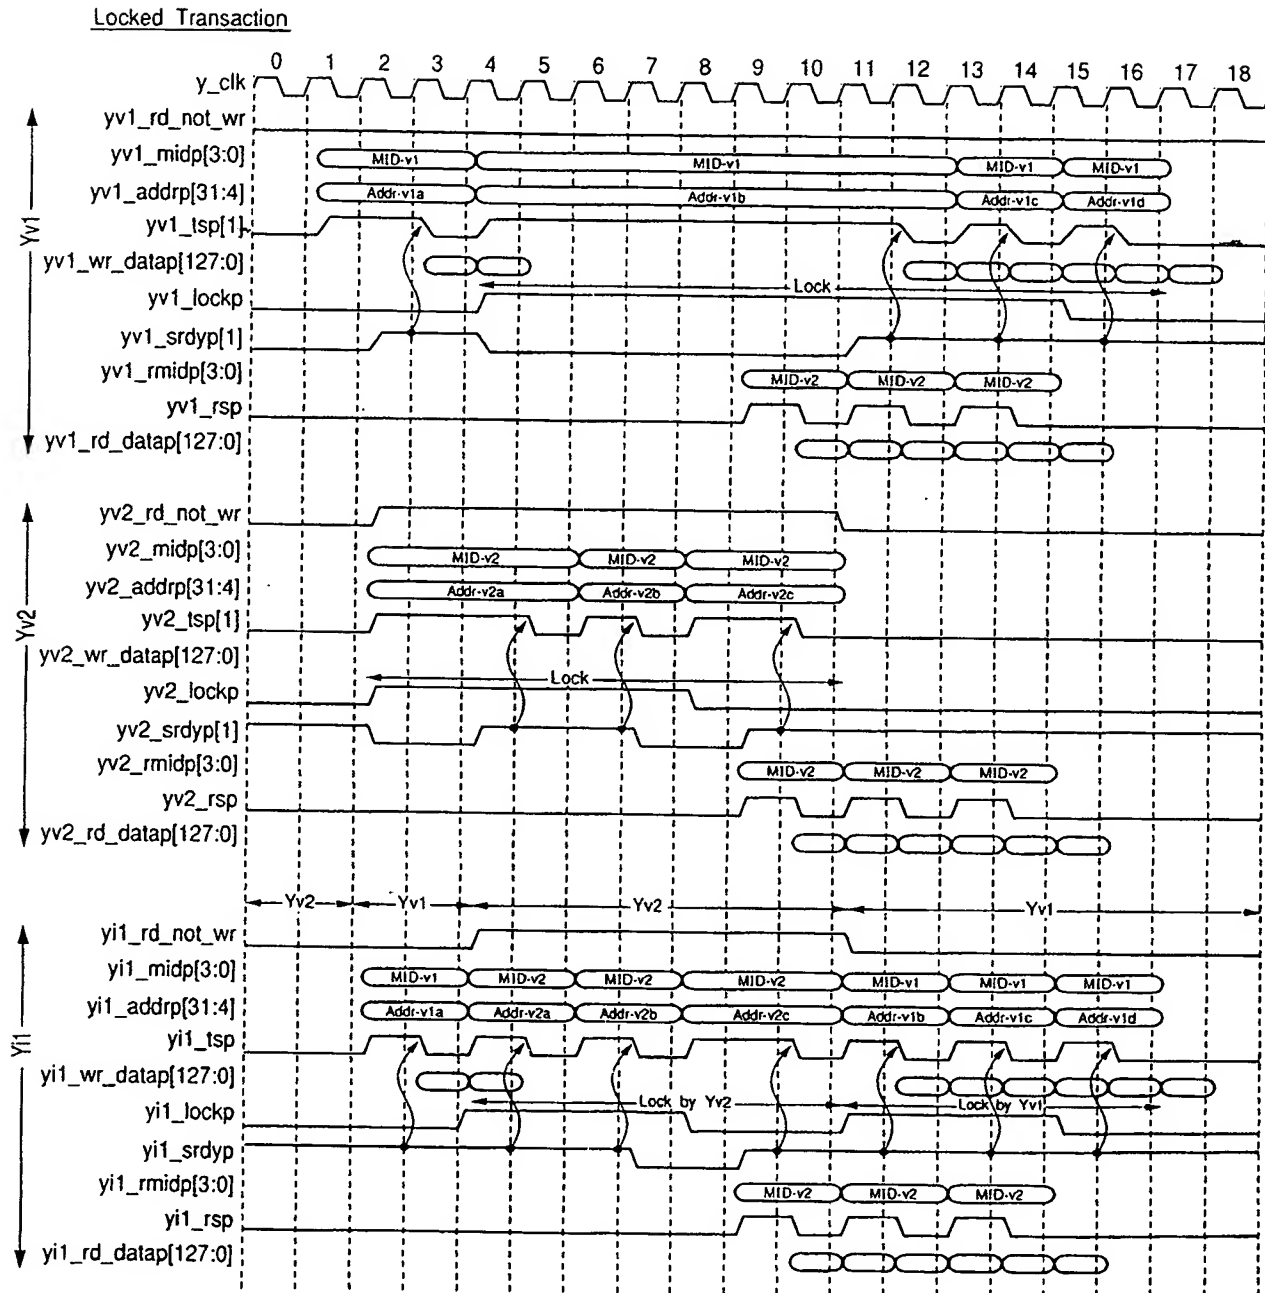 Locked Transaction
0 1 2 3 4 5 6 7 8 9 10 11 12 13 14 15 16 17 18
y_clk
Yv1
yv1_rd_not_wr
yv1_midp[3:0] MID-v1 MID-v1 MID-v1 MID-v1
yv1_addrp[31:4] Addr-v1a Addr-v1b Addr-v1c Addr-v1d
yv1_tsp[1]
yv1_wr_datap[127:0]
Lock
yv1_lockp
yv1_srdyp[1]
yv1_rmidp[3:0] MID-v2 MID-v2 MID-v2
yv1_rsp
yv1_rd_datap[127:0]
Yv2
yv2_rd_not_wr
yv2_midp[3:0] MID-v2 MID-v2 MID-v2
yv2_addrp[31:4] Addr-v2a Addr-v2b Addr-v2c
yv2_tsp[1]
yv2_wr_datap[127:0]
Lock
yv2_lockp
yv2_srdyp[1]
yv2_rmidp[3:0] MID-v2 MID-v2 MID-v2
yv2_rsp
yv2_rd_datap[127:0]
Yv2 Yv1 Yv2 Yv1
Yi1
yi1_rd_not_wr
yi1_midp[3:0] MID-v1 MID-v2 MID-v2 MID-v2 MID-v1 MID-v1 MID-v1
yi1_addrp[31:4] Addr-v1a Addr-v2a Addr-v2b Addr-v2c Addr-v1b Addr-v1c Addr-v1d
yi1_tsp
yi1_wr_datap[127:0]
Lock by Yv2 Lock by Yv1
yi1_lockp
yi1_srdyp
yi1_rmidp[3:0] MID-v2 MID-v2 MID-v2
yi1_rsp
yi1_rd_datap[127:0]